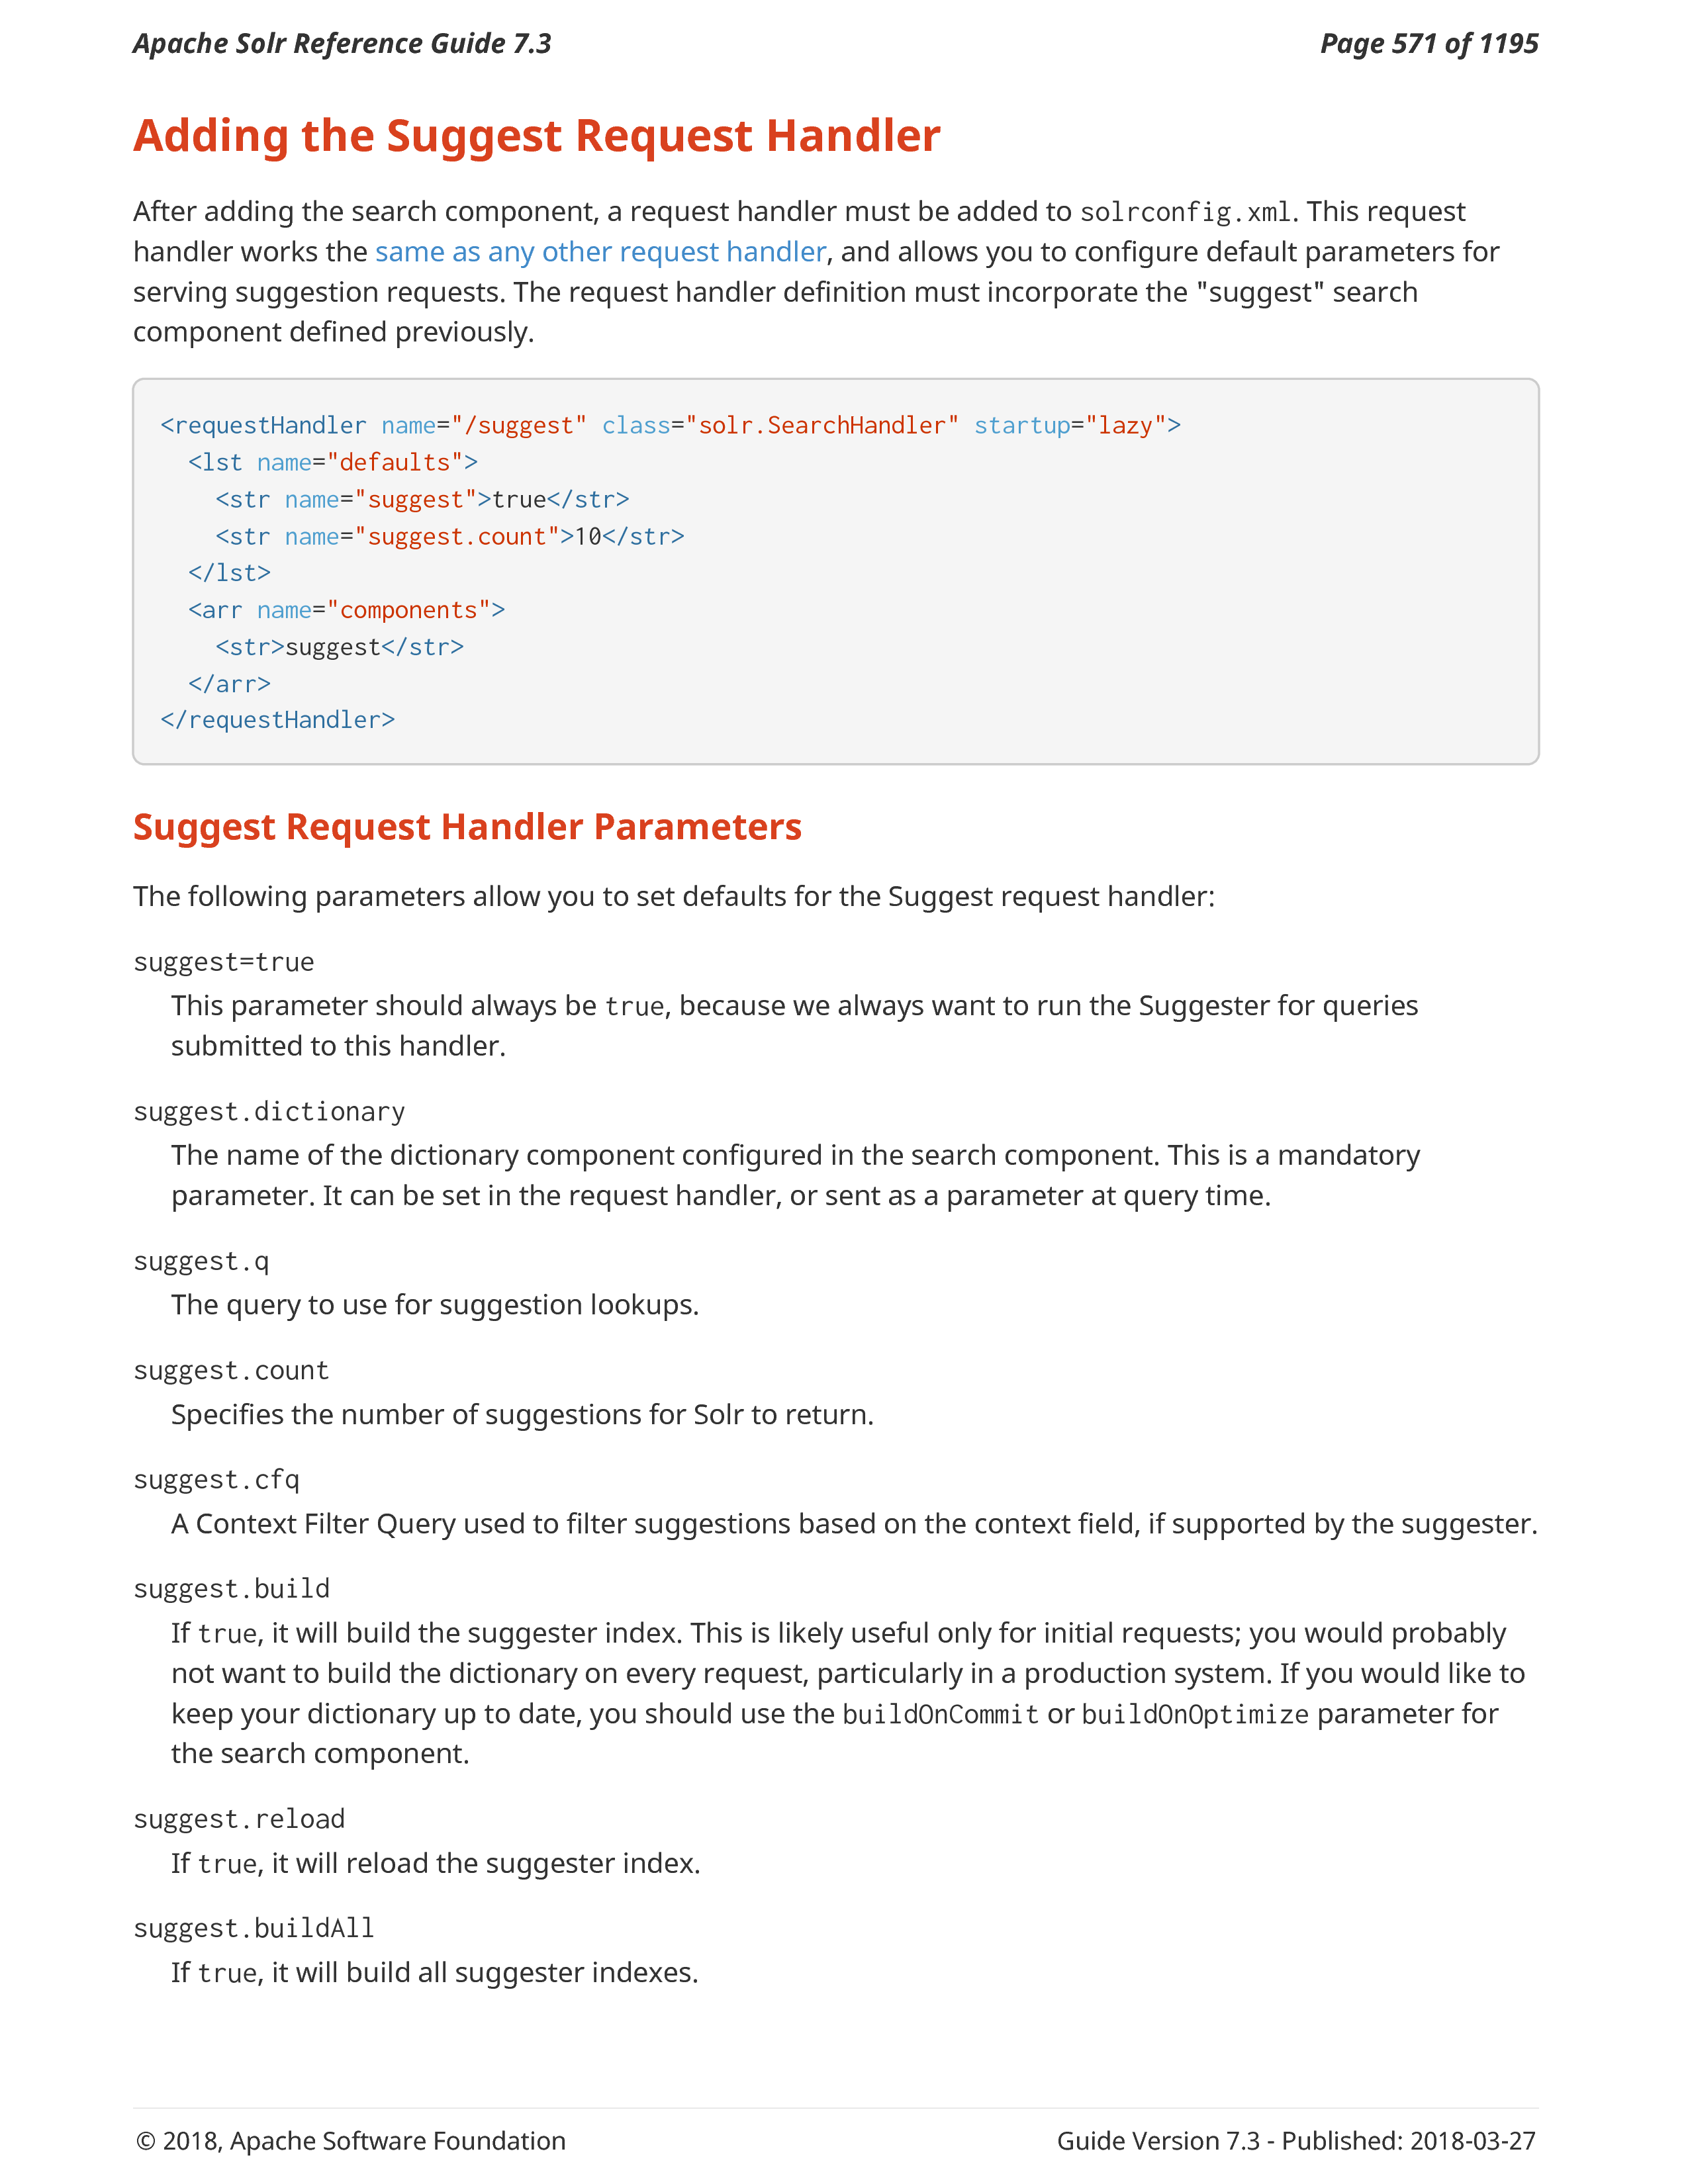 Apache Solr Reference Guide 7.3
Page 571 of 1195
Adding the Suggest Request Handler
After adding the search component, a request handler must be added to solrconfig.xml. This request
handler works the same as any other request handler, and allows you to configure default parameters for
serving suggestion requests. The request handler definition must incorporate the "suggest" search
component defined previously.
<requestHandler name="/suggest" class="solr.SearchHandler" startup="lazy">
  <lst name="defaults">
    <str name="suggest">true</str>
    <str name="suggest.count">10</str>
  </lst>
  <arr name="components">
    <str>suggest</str>
  </arr>
</requestHandler>
Suggest Request Handler Parameters
The following parameters allow you to set defaults for the Suggest request handler:
suggest=true
This parameter should always be true, because we always want to run the Suggester for queries
submitted to this handler.
suggest.dictionary
The name of the dictionary component configured in the search component. This is a mandatory
parameter. It can be set in the request handler, or sent as a parameter at query time.
suggest.q
The query to use for suggestion lookups.
suggest.count
Specifies the number of suggestions for Solr to return.
suggest.cfq
A Context Filter Query used to filter suggestions based on the context field, if supported by the suggester.
suggest.build
If true, it will build the suggester index. This is likely useful only for initial requests; you would probably
not want to build the dictionary on every request, particularly in a production system. If you would like to
keep your dictionary up to date, you should use the buildOnCommit or buildOnOptimize parameter for
the search component.
suggest.reload
If true, it will reload the suggester index.
suggest.buildAll
If true, it will build all suggester indexes.
© 2018, Apache Software Foundation
Guide Version 7.3 - Published: 2018-03-27